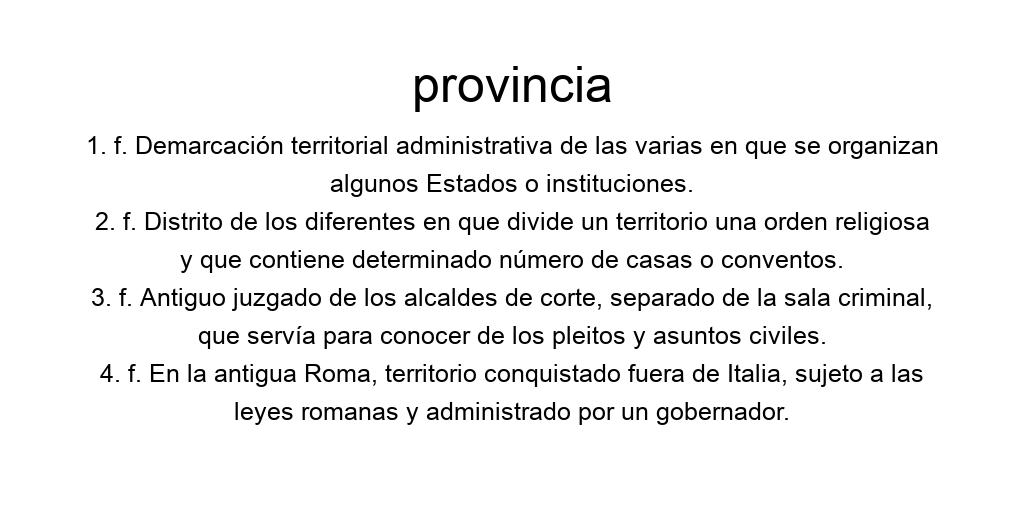 provincia
1. f. Demarcación territorial administrativa de las varias en que se organizan
algunos Estados o instituciones.
2. f. Distrito de los diferentes en que divide un territorio una orden religiosa
y que contiene determinado número de casas o conventos.
3. f. Antiguo juzgado de los alcaldes de corte, separado de la sala criminal,
que servía para conocer de los pleitos y asuntos civiles.
4. f. En la antigua Roma, territorio conquistado fuera de Italia, sujeto a las
leyes romanas y administrado por un gobernador.